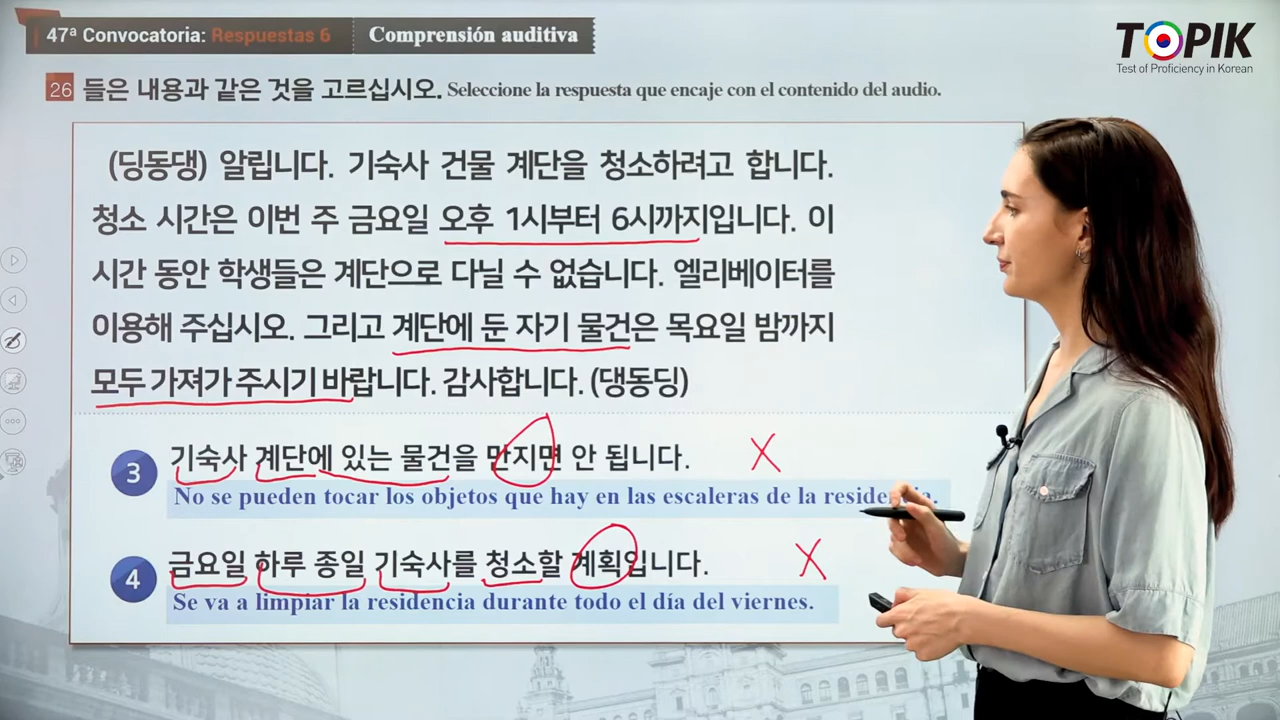 47ª Convocatoria: Respuestas 6 Comprensión auditiva
TOPIK
Test of Proficiency in Korean
26 들은 내용과 같은 것을 고르십시오. Seleccione la respuesta que encaje con el contenido del audio.
(딩동댕) 알립니다. 기숙사 건물 계단을 청소하려고 합니다.
청소 시간은 이번 주 금요일 오후 1시부터 6시까지입니다. 이
시간 동안 학생들은 계단으로 다닐 수 없습니다. 엘리베이터를
이용해 주십시오. 그리고 계단에 둔 자기 물건은 목요일 밤까지
모두 가져가 주시기 바랍니다. 감사합니다. (댕동딩)
3 기숙사 계단에 있는 물건을 만지면 안 됩니다. X
No se pueden tocar los objetos que hay en las escaleras de la residencia.
4 금요일 하루 종일 기숙사를 청소할 계획입니다. X
Se va a limpiar la residencia durante todo el día del viernes.